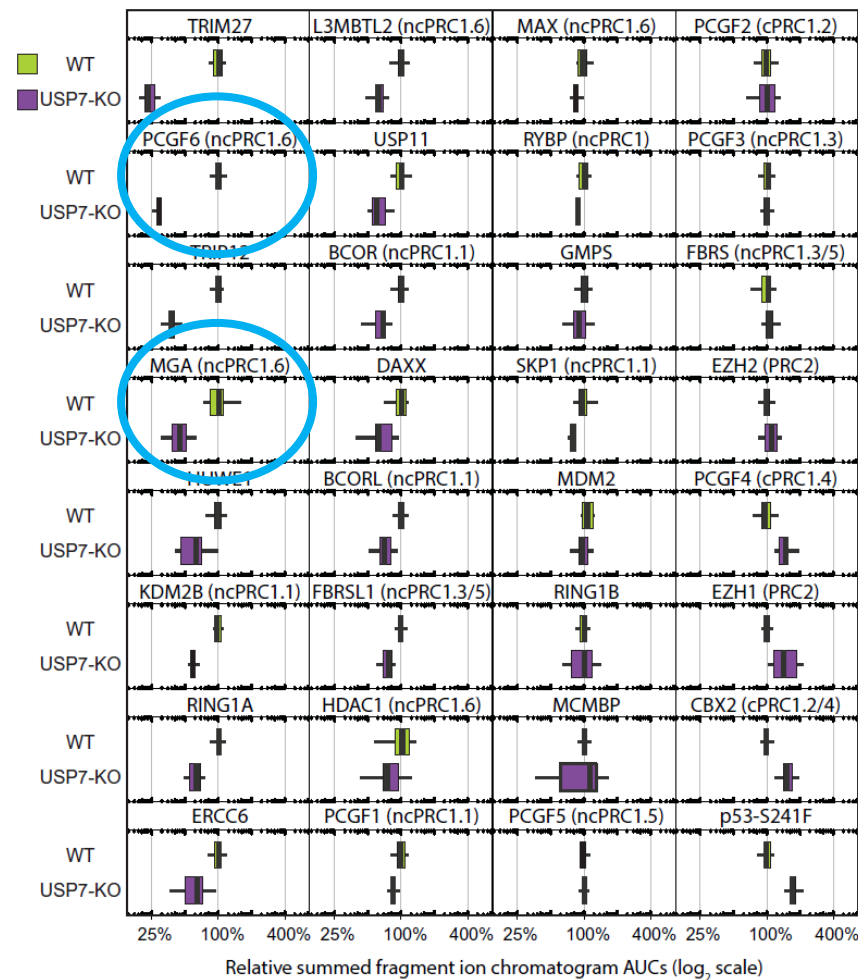 TRIM27 L3MBTL2 (ncPRC1.6) MAX (ncPRC1.6) PCGF2 (cPRC1.2)
WT
USP7-KO
PCGF6 (ncPRC1.6) USP11 RYBP (ncPRC1) PCGF3 (ncPRC1.3)
WT
USP7-KO
TRIP12 BCOR (ncPRC1.1) GMPS FBRS (ncPRC1.3/5)
WT
USP7-KO
MGA (ncPRC1.6) DAXX SKP1 (ncPRC1.1) EZH2 (PRC2)
WT
USP7-KO
HUWE1 BCORL (ncPRC1.1) MDM2 PCGF4 (cPRC1.4)
WT
USP7-KO
KDM2B (ncPRC1.1) FBRSL1 (ncPRC1.3/5) RING1B EZH1 (PRC2)
WT
USP7-KO
RING1A HDAC1 (ncPRC1.6) MCMBP CBX2 (cPRC1.2/4)
WT
USP7-KO
ERCC6 PCGF1 (ncPRC1.1) PCGF5 (ncPRC1.5) p53-S241F
WT
USP7-KO
25% 100% 400% 25% 100% 400% 25% 100% 400% 25% 100% 400%
Relative summed fragment ion chromatogram AUCs (log₂ scale)